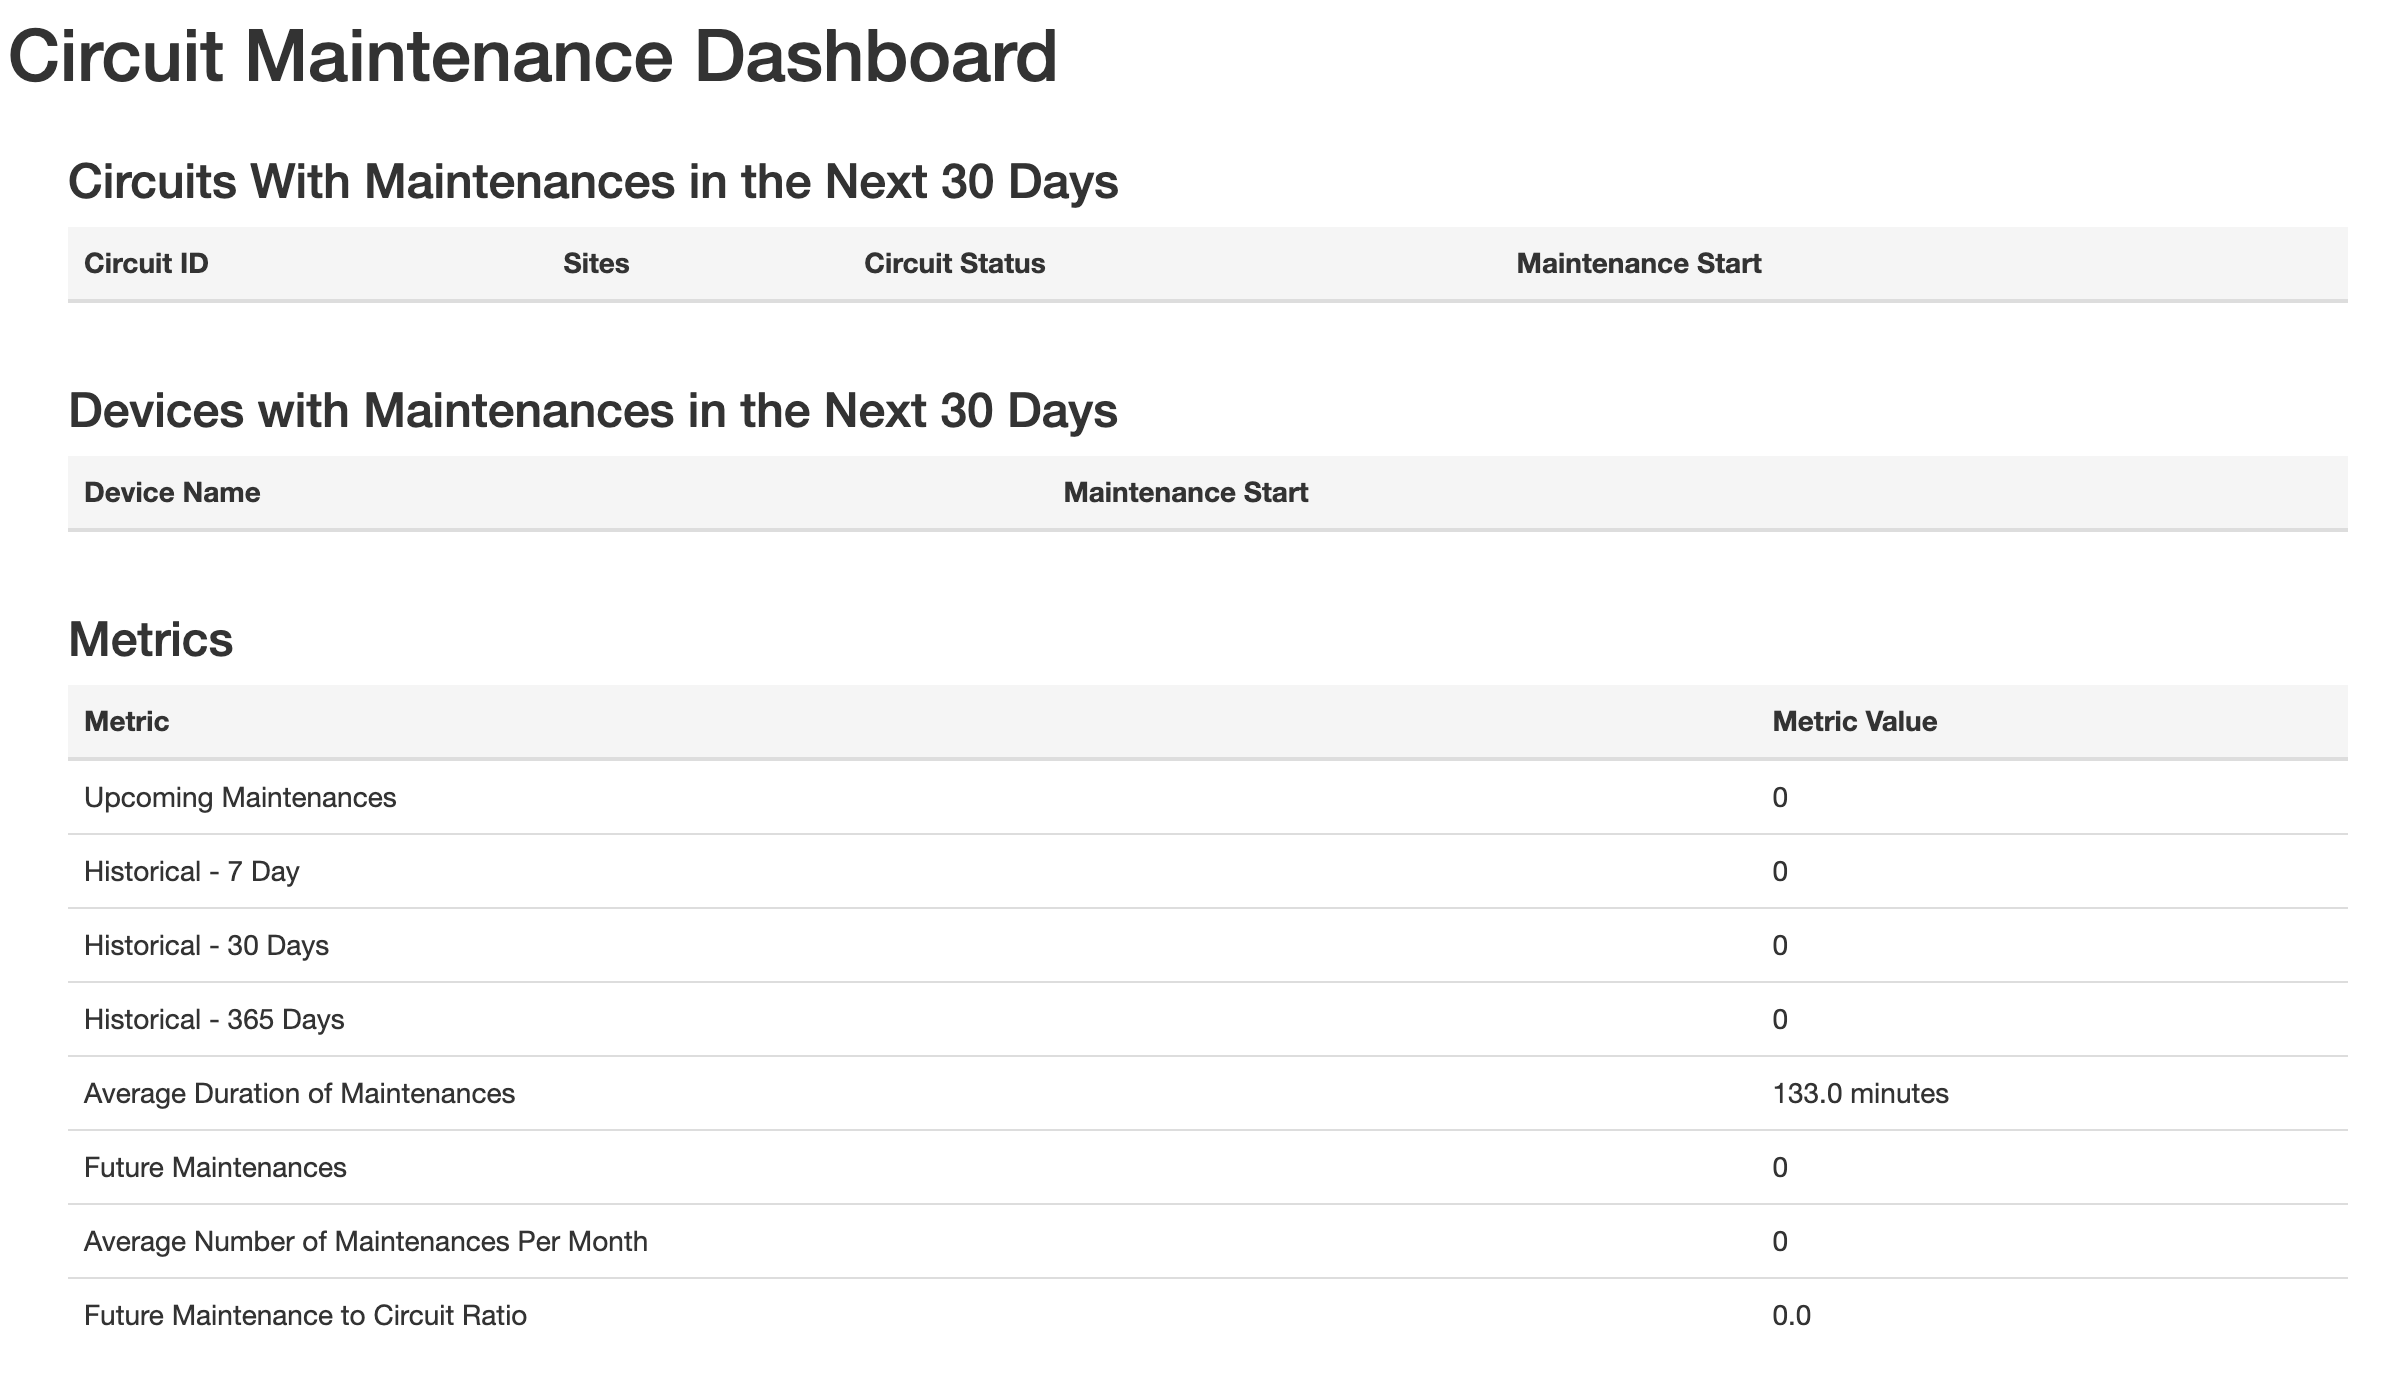 Circuit Maintenance Dashboard
Circuits With Maintenances in the Next 30 Days
Circuit ID Sites Circuit Status Maintenance Start
Devices with Maintenances in the Next 30 Days
Device Name Maintenance Start
Metrics
Metric Metric Value
Upcoming Maintenances 0
Historical - 7 Day 0
Historical - 30 Days 0
Historical - 365 Days 0
Average Duration of Maintenances 133.0 minutes
Future Maintenances 0
Average Number of Maintenances Per Month 0
Future Maintenance to Circuit Ratio 0.0